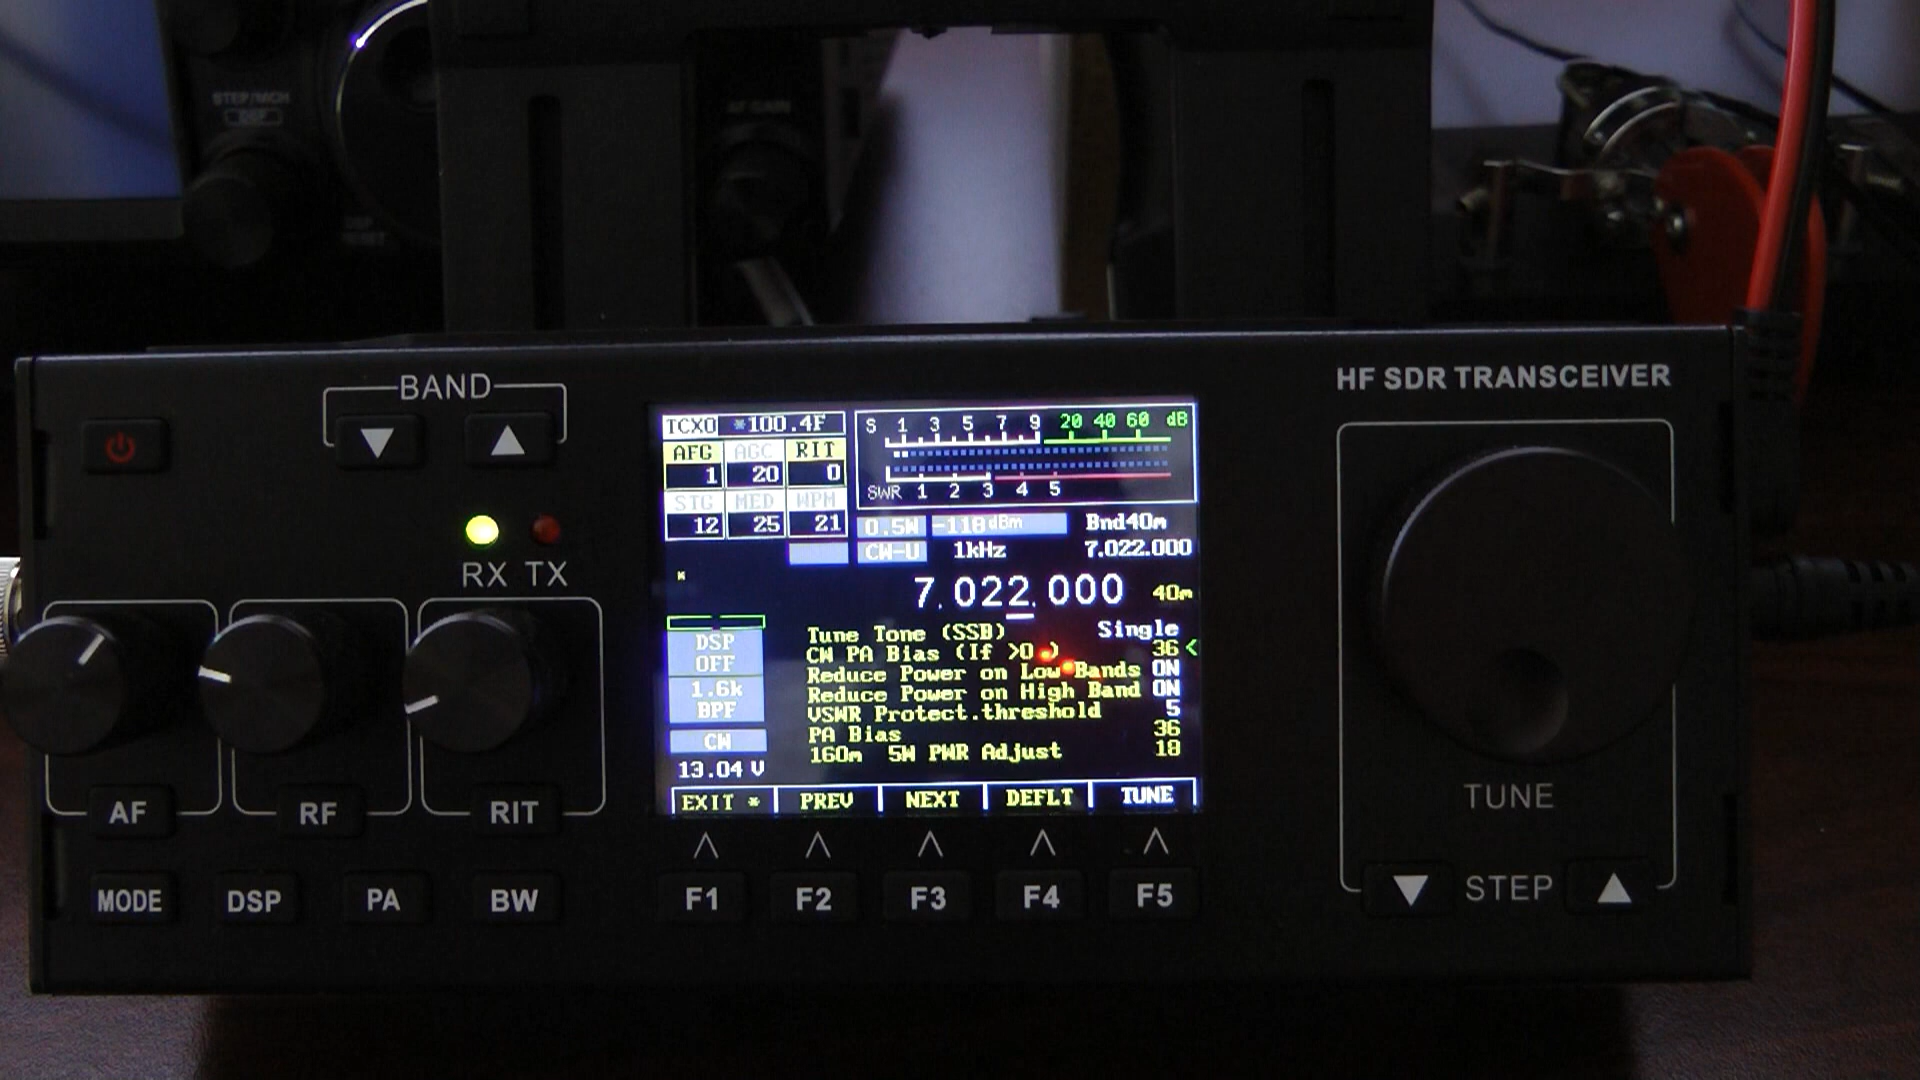 STEP/MCH
AF GAIN
HF SDR TRANSCEIVER
BAND
RX TX
TCXO *100.4F
AFG AGC RIT
1 20 0
STG MED WPM
12 25 21
S 1 3 5 7 9 20 40 60 dB
SWR 1 2 3 4 5
0.5W -118dBm Bnd40m
CW-U 1kHz 7.022.000
7.022.000 40m
DSP
OFF
1.6k
BPF
CW
13.04 V
Tune Tone (SSB) Single
CW PA Bias (If >0 ) 36 <
Reduce Power on Low Bands ON
Reduce Power on High Band ON
VSWR Protect.threshold 5
PA Bias 36
160m 5W PWR Adjust 18
EXIT * PREV NEXT DEFLT TUNE
AF RF RIT
TUNE
MODE DSP PA BW
F1 F2 F3 F4 F5
STEP